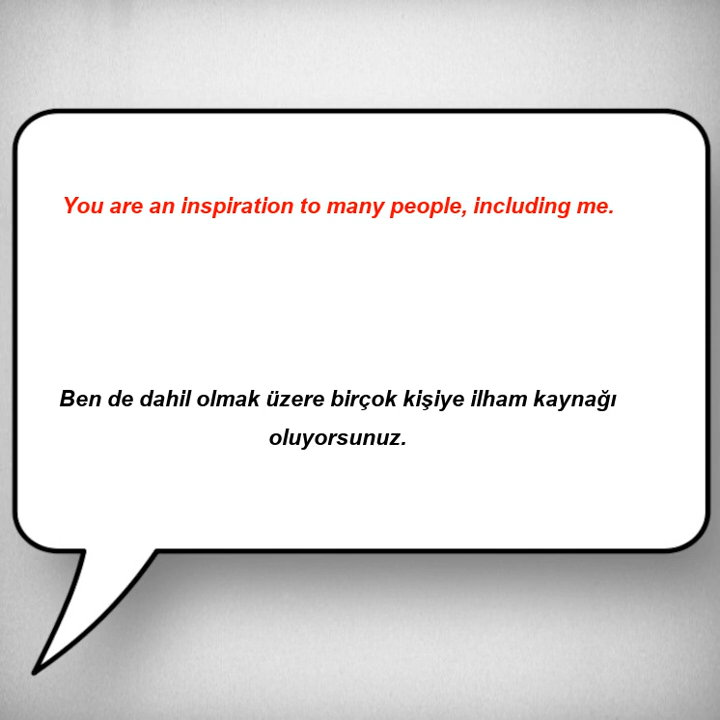 You are an inspiration to many people, including me.
Ben de dahil olmak üzere birçok kişiye ilham kaynağı
oluyorsunuz.